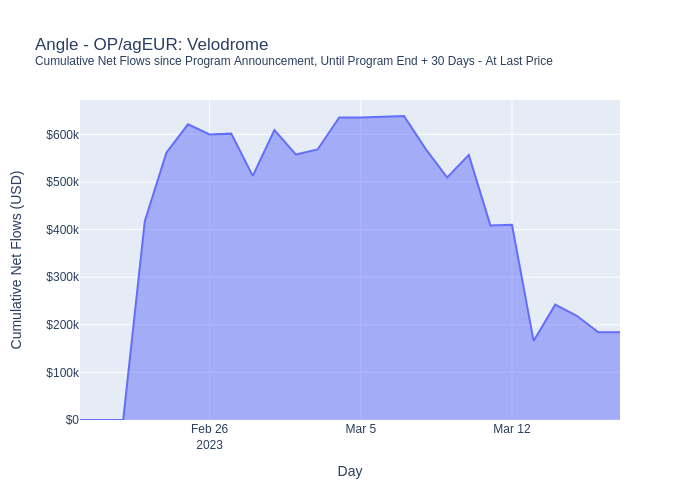 Angle - OP/agEUR: Velodrome
Cumulative Net Flows since Program Announcement, Until Program End + 30 Days - At Last Price
Cumulative Net Flows (USD)
$600k
$500k
$400k
$300k
$200k
$100k
$0
Feb 26
2023
Mar 5
Mar 12
Day